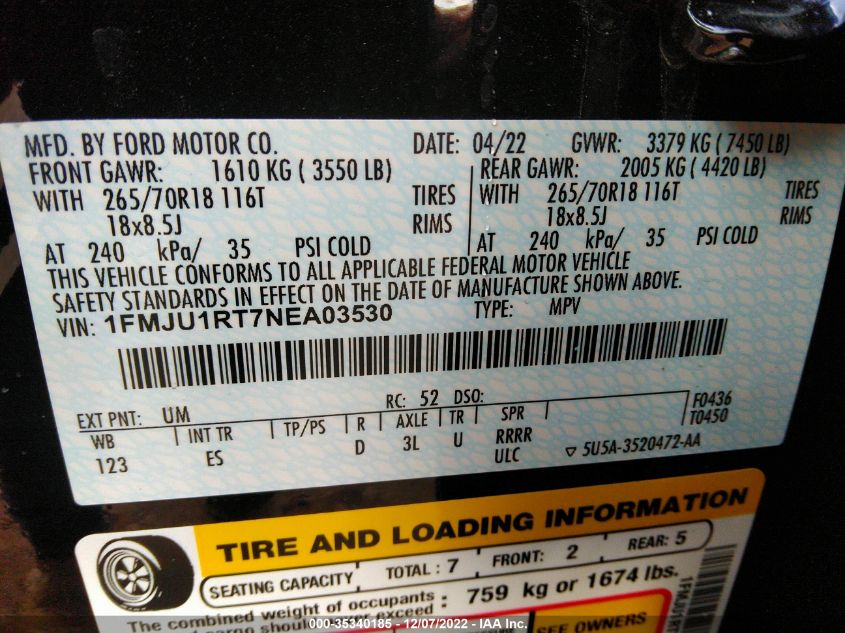 MFD. BY FORD MOTOR CO. DATE: 04/22 GVWR: 3379 KG ( 7450 LB)
FRONT GAWR: 1610 KG ( 3550 LB) REAR GAWR: 2005 KG ( 4420 LB)
WITH 265/70R18 116T TIRES WITH 265/70R18 116T TIRES
18x8.5J RIMS 18x8.5J RIMS
AT 240 kPa/ 35 PSI COLD AT 240 kPa/ 35 PSI COLD
THIS VEHICLE CONFORMS TO ALL APPLICABLE FEDERAL MOTOR VEHICLE
SAFETY STANDARDS IN EFFECT ON THE DATE OF MANUFACTURE SHOWN ABOVE.
VIN: 1FMJU1RT7NEA03530 TYPE: MPV
EXT PNT: UM RC: 52 DSO: F0436
T0450
WB INT TR TP/PS R AXLE TR SPR
123 ES D 3L U RRRR
ULC ▽ 5U5A-3520472-AA
TIRE AND LOADING INFORMATION
SEATING CAPACITY TOTAL : 7 FRONT: 2 REAR: 5
The combined weight of occupants 759 kg or 1674 lbs.
SEE OWNERS
000-35340185 - 12/07/2022 - IAA Inc.